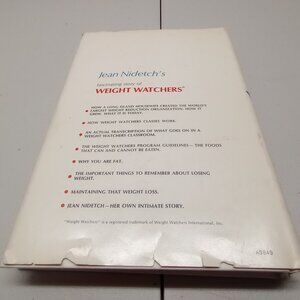 Jean Nidetch's
fascinating story of
WEIGHT WATCHERS®
• HOW A LONG ISLAND HOUSEWIFE CREATED THE WORLD'S
LARGEST WEIGHT REDUCTION ORGANIZATION. HOW IT
GREW. WHAT IT IS TODAY.
• HOW WEIGHT WATCHERS CLASSES WORK.
• AN ACTUAL TRANSCRIPTION OF WHAT GOES ON IN A
WEIGHT WATCHERS CLASSROOM.
• THE WEIGHT WATCHERS PROGRAM GUIDELINES—THE FOODS
THAT CAN AND CANNOT BE EATEN.
• WHY YOU ARE FAT.
• THE IMPORTANT THINGS TO REMEMBER ABOUT LOSING
WEIGHT.
• MAINTAINING THAT WEIGHT LOSS.
• JEAN NIDETCH—HER OWN INTIMATE STORY.
"Weight Watchers" is a registered trademark of Weight Watchers International, Inc.